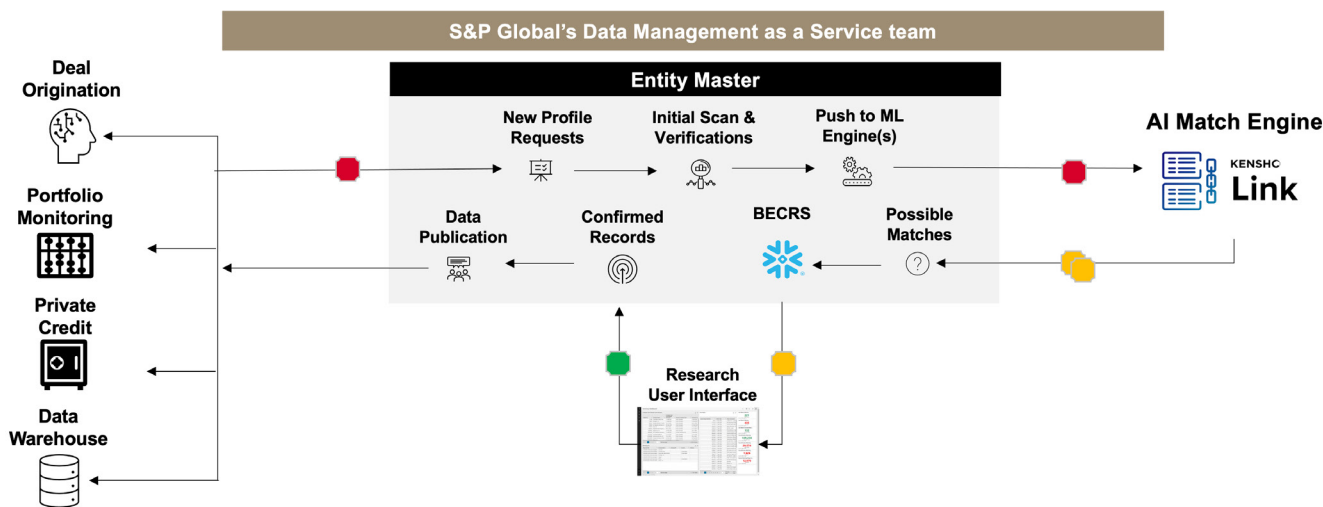 S&P Global's Data Management as a Service team
Deal
Origination
Portfolio
Monitoring
Private
Credit
Data
Warehouse
Entity Master
New Profile
Requests
Initial Scan &
Verifications
Push to ML
Engine(s)
Data
Publication
Confirmed
Records
BECRS
Possible
Matches
?
AI Match Engine
KENSHO
Link
Research
User Interface